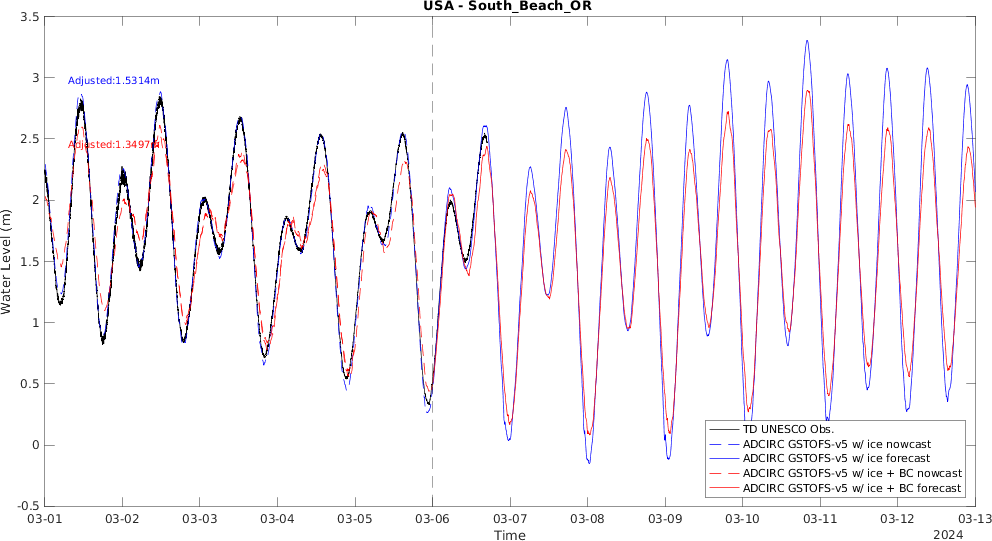 USA - South_Beach_OR
3.5
3
2.5
2
1.5
1
0.5
0
-0.5
Water Level (m)
Adjusted:1.5314m
Adjusted:1.3497m
TD UNESCO Obs.
ADCIRC GSTOFS-v5 w/ ice nowcast
ADCIRC GSTOFS-v5 w/ ice forecast
ADCIRC GSTOFS-v5 w/ ice + BC nowcast
ADCIRC GSTOFS-v5 w/ ice + BC forecast
03-01 03-02 03-03 03-04 03-05 03-06 03-07 03-08 03-09 03-10 03-11 03-12 03-13
Time
2024